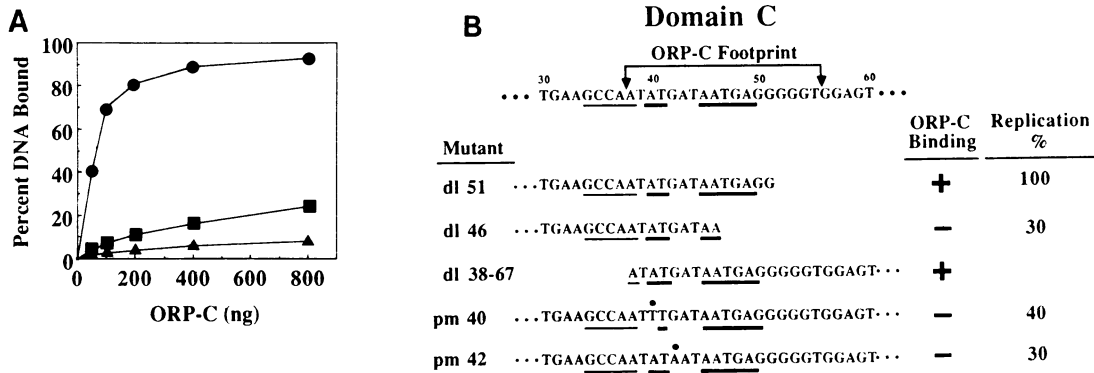 A
Percent DNA Bound
100
80
60
40
20
0
0 200 400 600 800
ORP-C (ng)
B
Domain C
ORP-C Footprint
30 40 50 60
• • • TGAAGCCAATATGATAATGAGGGGGTGGAGT • • •
Mutant
ORP-C Binding
Replication %
dl 51 ···TGAAGCCAATATGATAATGAGG + 100
dl 46 ···TGAAGCCAATATGATAA – 30
dl 38-67 ATATGATAATGAGGGGGTGGAGT··· +
pm 40 ···TGAAGCCAATTTGATAATGAGGGGGTGGAGT··· – 40
pm 42 ···TGAAGCCAATATAATAATGAGGGGGTGGAGT··· – 30